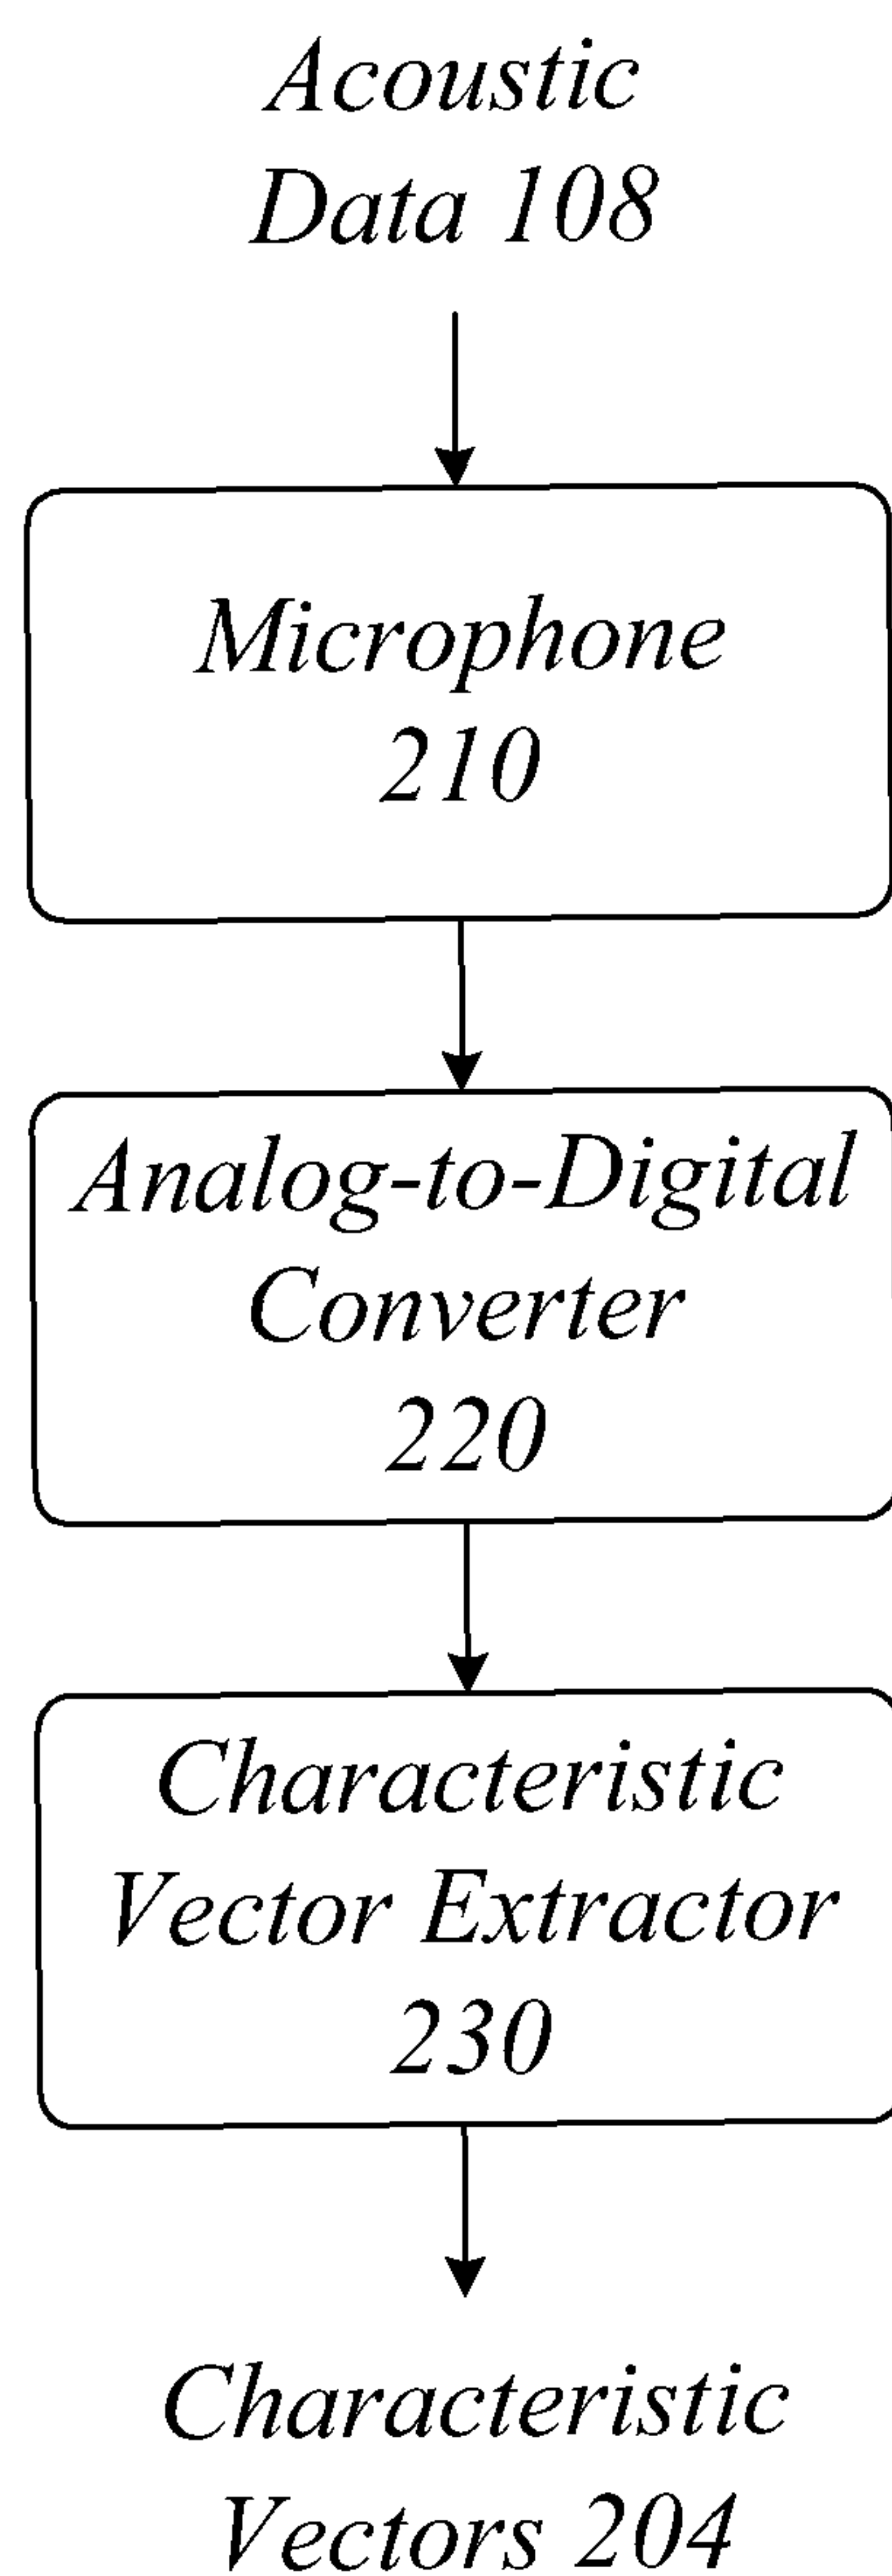 Acoustic
Data 108
Microphone
210
Analog-to-Digital
Converter
220
Characteristic
Vector Extractor
230
Characteristic
Vectors 204